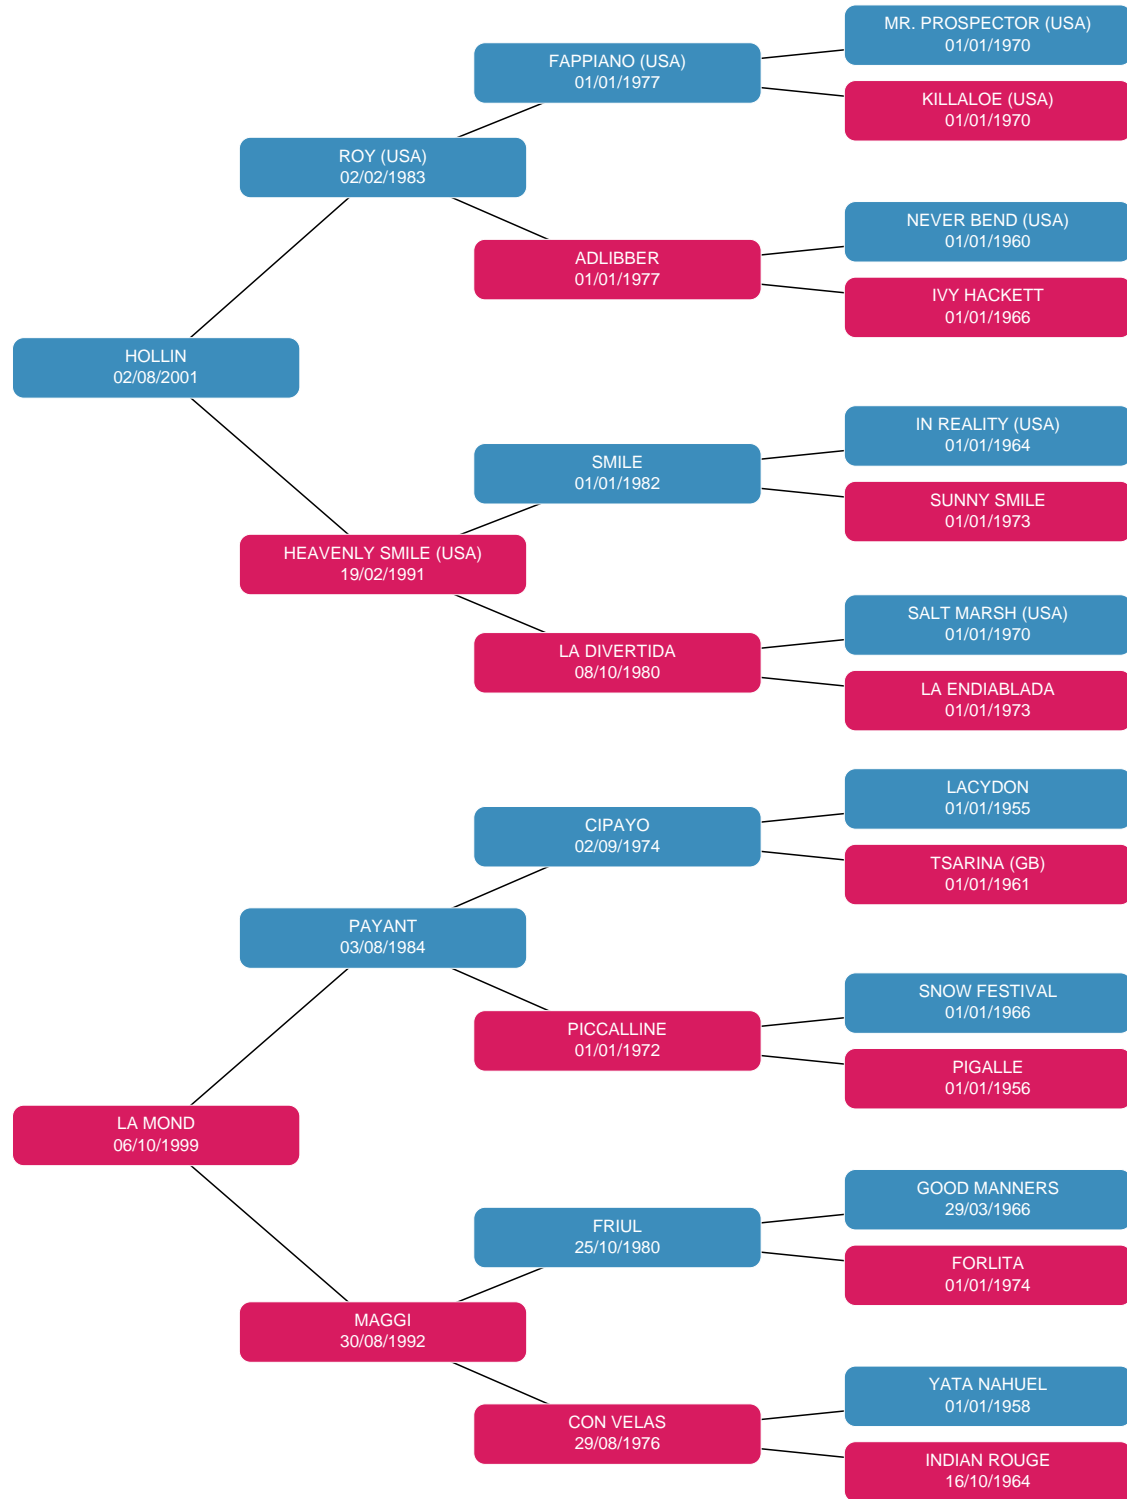 MR. PROSPECTOR (USA)
01/01/1970
FAPPIANO (USA)
01/01/1977
KILLALOE (USA)
01/01/1970
ROY (USA)
02/02/1983
NEVER BEND (USA)
01/01/1960
ADLIBBER
01/01/1977
IVY HACKETT
01/01/1966
HOLLIN
02/08/2001
IN REALITY (USA)
01/01/1964
SMILE
01/01/1982
SUNNY SMILE
01/01/1973
HEAVENLY SMILE (USA)
19/02/1991
SALT MARSH (USA)
01/01/1970
LA DIVERTIDA
08/10/1980
LA ENDIABLADA
01/01/1973
LACYDON
01/01/1955
CIPAYO
02/09/1974
TSARINA (GB)
01/01/1961
PAYANT
03/08/1984
SNOW FESTIVAL
01/01/1966
PICCALLINE
01/01/1972
PIGALLE
01/01/1956
LA MOND
06/10/1999
GOOD MANNERS
29/03/1966
FRIUL
25/10/1980
FORLITA
01/01/1974
MAGGI
30/08/1992
YATA NAHUEL
01/01/1958
CON VELAS
29/08/1976
INDIAN ROUGE
16/10/1964